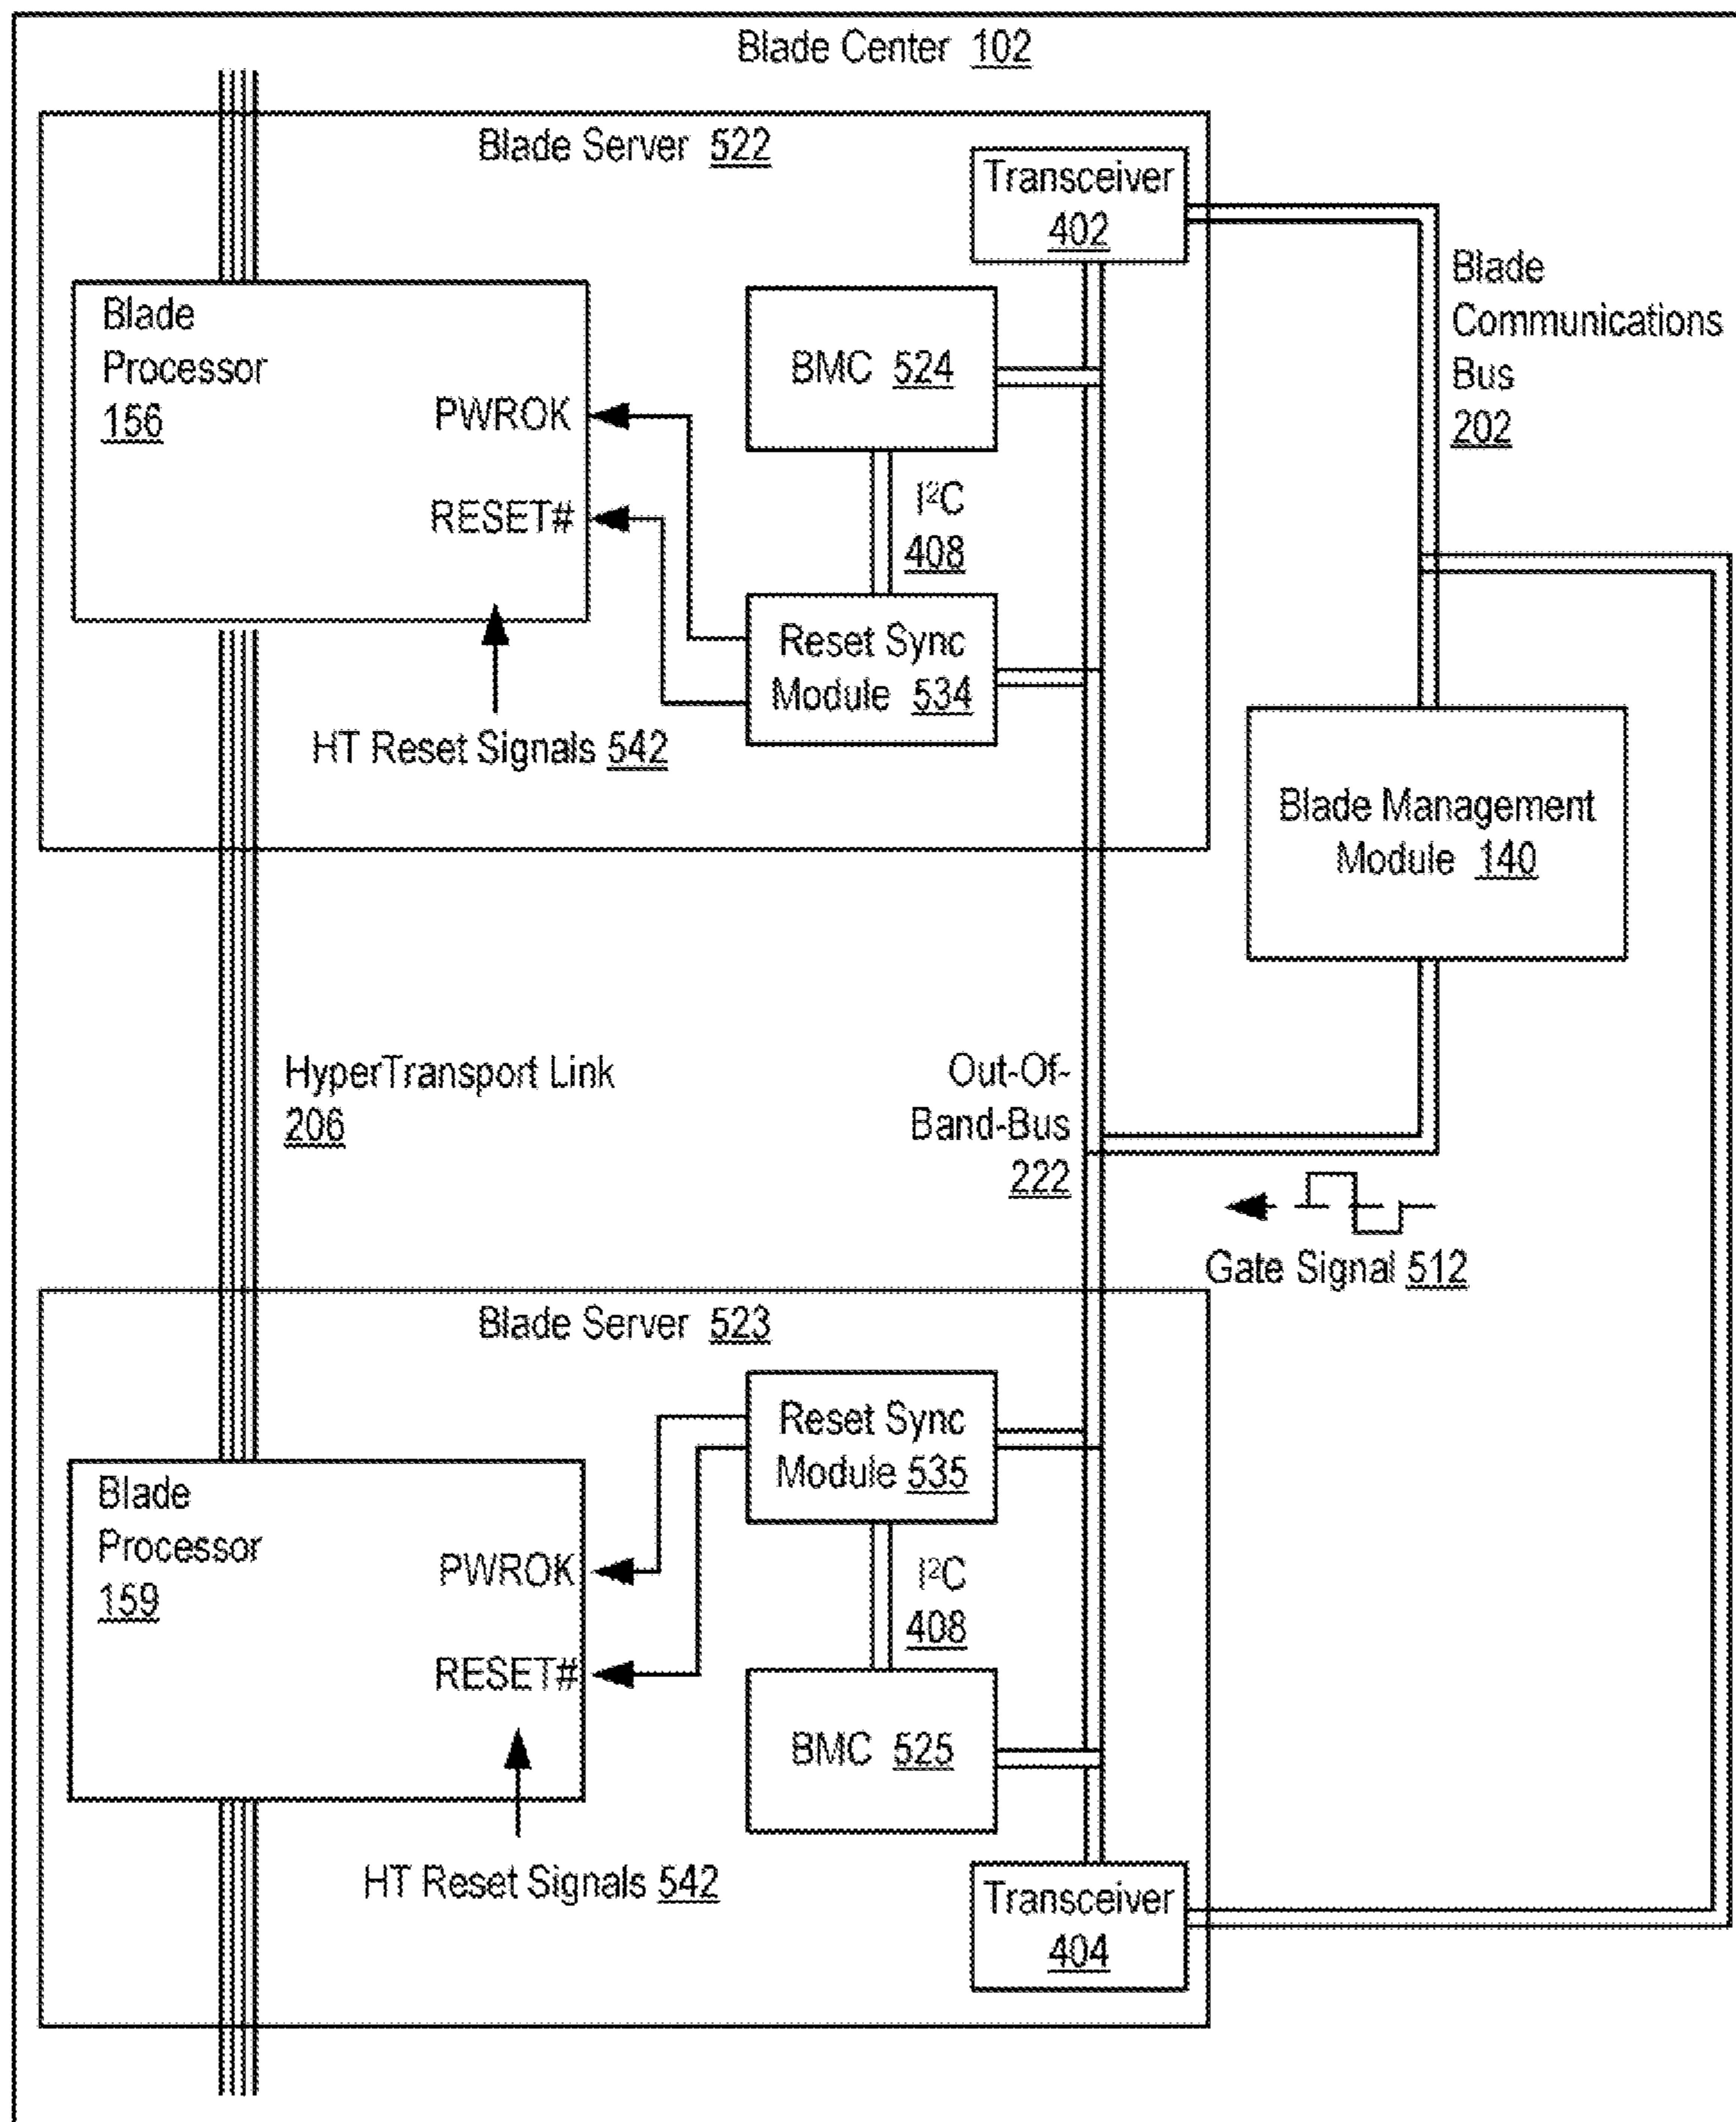 Blade Center 102
Blade Server 522
Transceiver
402
Blade
Communications
Bus
202
Blade
Processor
156
PWROK
RESET#
BMC 524
I²C
408
Reset Sync
Module 534
HT Reset Signals 542
Blade Management
Module 140
HyperTransport Link
206
Out-Of-
Band-Bus
222
Gate Signal 512
Blade Server 523
Reset Sync
Module 535
Blade
Processor
159
PWROK
RESET#
I²C
408
BMC 525
HT Reset Signals 542
Transceiver
404